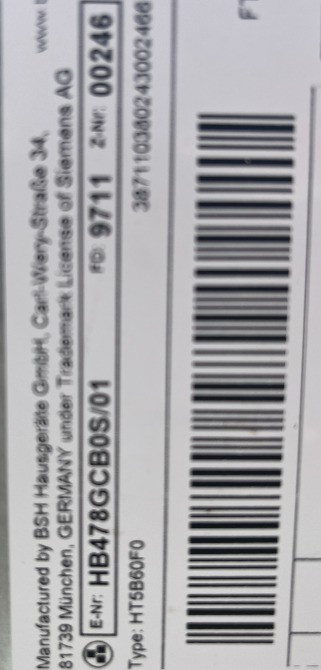 Manufactured by BSH Hausgeräte GmbH, Carl-Wery-Straße 34,
81739 München, GERMANY under Trademark License of Siemens AG
E-Nr: HB478GCB0S/01 FD: 9711 Z-Nr: 00246
Type: HT5B60F0 387110380243002466
www